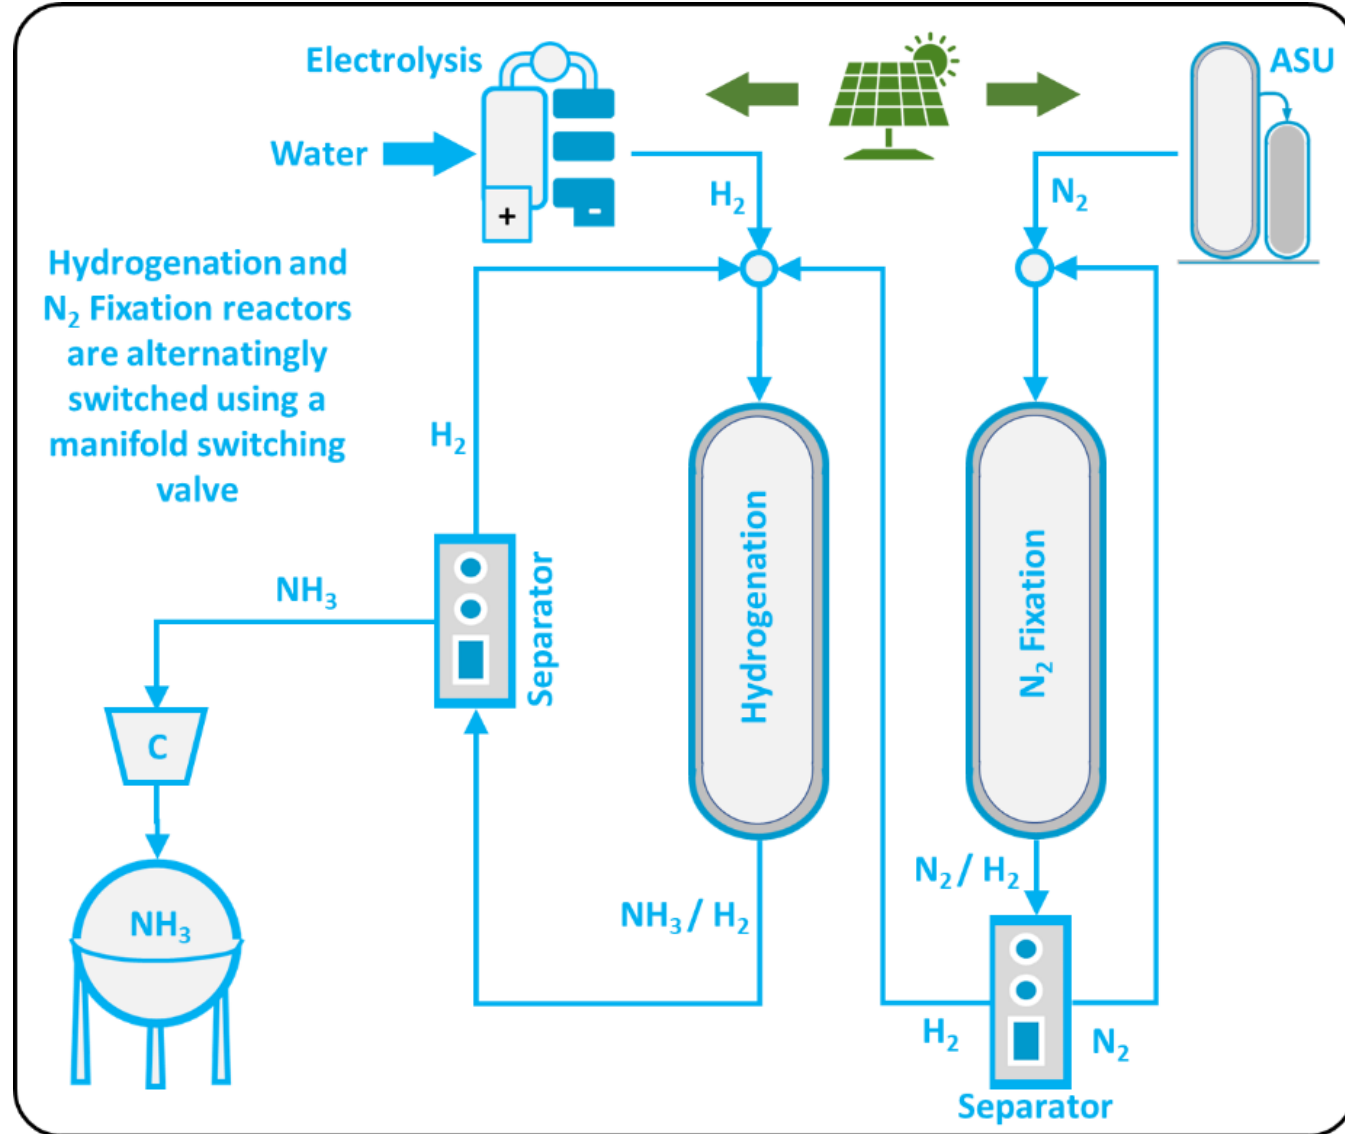 Electrolysis
ASU
Water
H₂
N₂
+
-
Hydrogenation and
N₂ Fixation reactors
are alternatingly
switched using a
manifold switching
valve
H₂
NH₃
Separator
Hydrogenation
N₂ Fixation
C
NH₃
NH₃ / H₂
N₂ / H₂
H₂
N₂
Separator